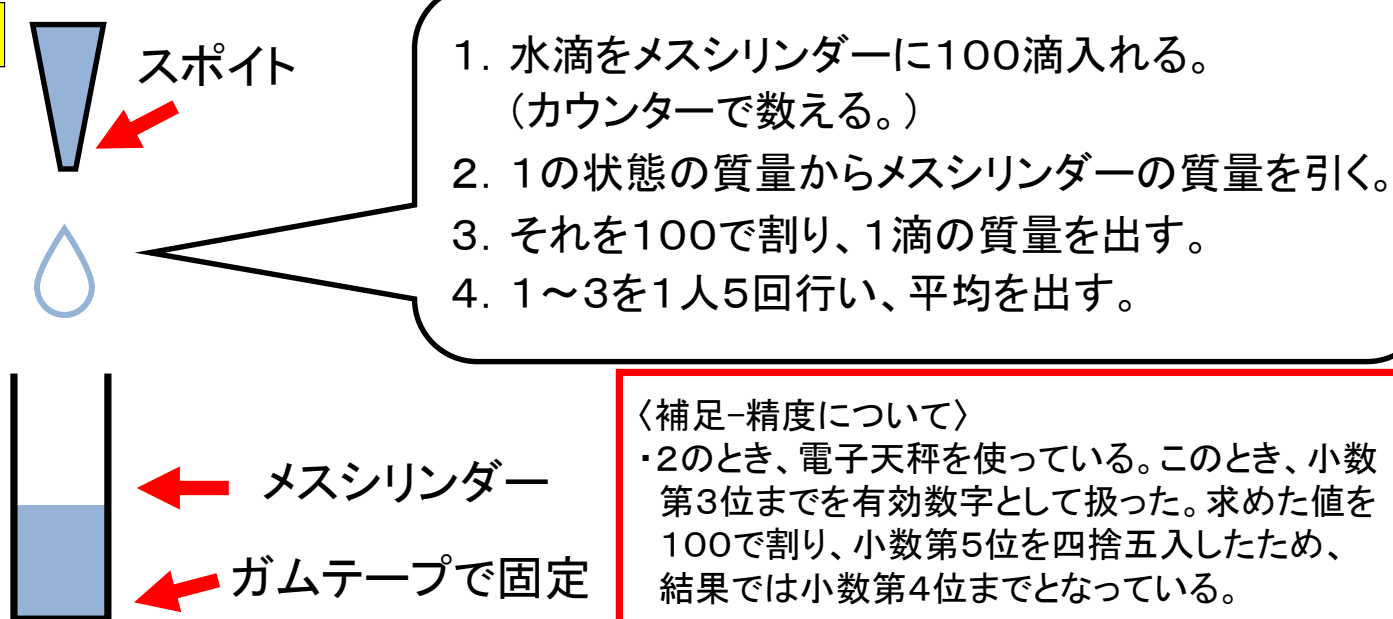 スポイト
1. 水滴をメスシリンダーに100滴入れる。
(カウンターで数える。)
2. 1の状態の質量からメスシリンダーの質量を引く。
3. それを100で割り、1滴の質量を出す。
4. 1～3を1人5回行い、平均を出す。
メスシリンダー
ガムテープで固定
〈補足-精度について〉
・2のとき、電子天秤を使っている。このとき、小数
第3位までを有効数字として扱った。求めた値を
100で割り、小数第5位を四捨五入したため、
結果では小数第4位までとなっている。